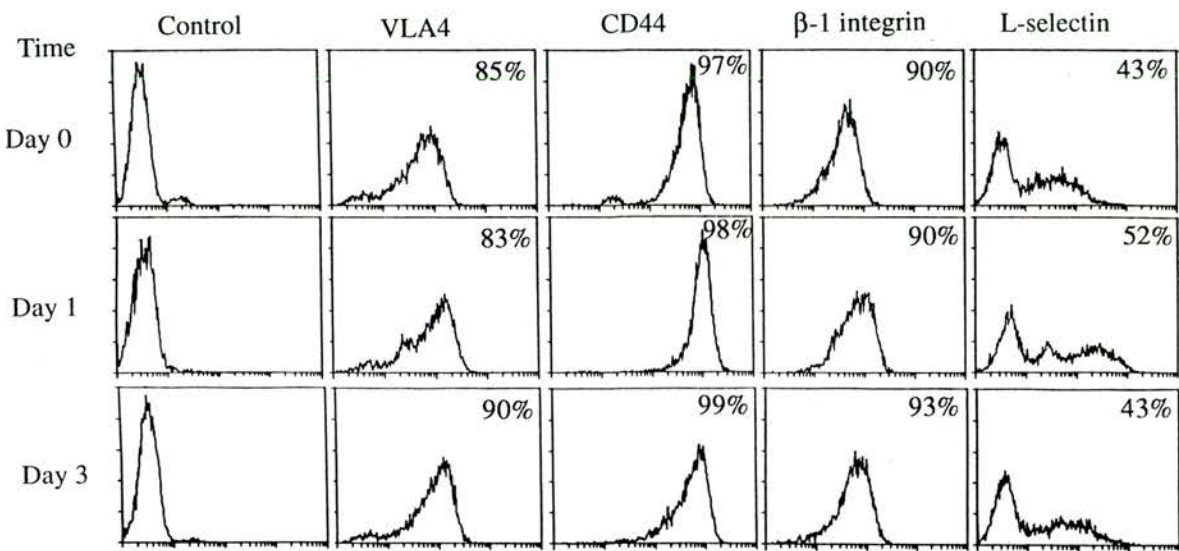 Time Control VLA4 CD44 β-1 integrin L-selectin
Day 0 85% 97% 90% 43%
Day 1 83% 98% 90% 52%
Day 3 90% 99% 93% 43%